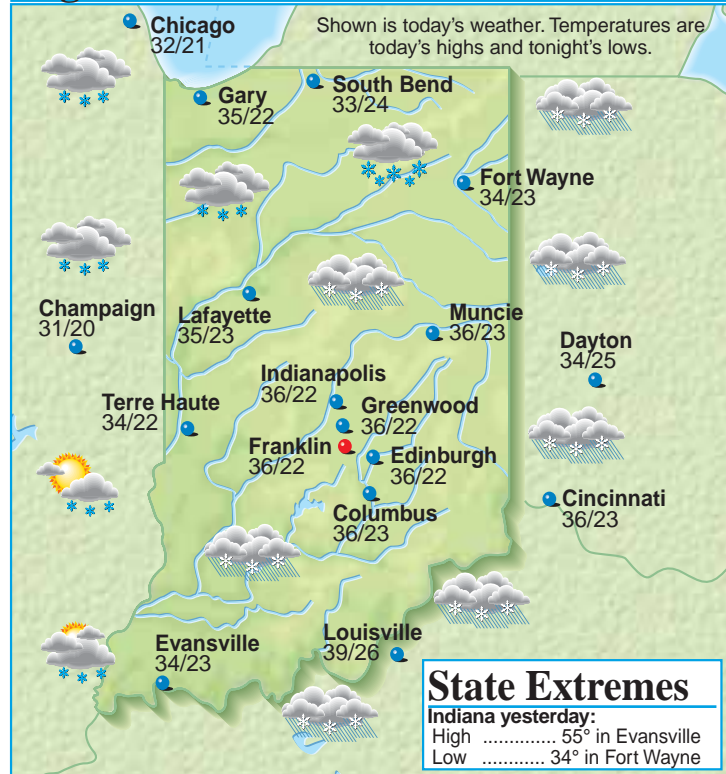 Shown is today's weather. Temperatures are
today's highs and tonight's lows.
Chicago
32/21
Gary
35/22
South Bend
33/24
Fort Wayne
34/23
Champaign
31/20
Lafayette
35/23
Muncie
36/23
Dayton
34/25
Indianapolis
36/22
Terre Haute
34/22
Greenwood
36/22
Franklin
36/22
Edinburgh
36/22
Columbus
36/23
Cincinnati
36/23
Evansville
34/23
Louisville
39/26
State Extremes
Indiana yesterday:
High ............. 55° in Evansville
Low ............ 34° in Fort Wayne